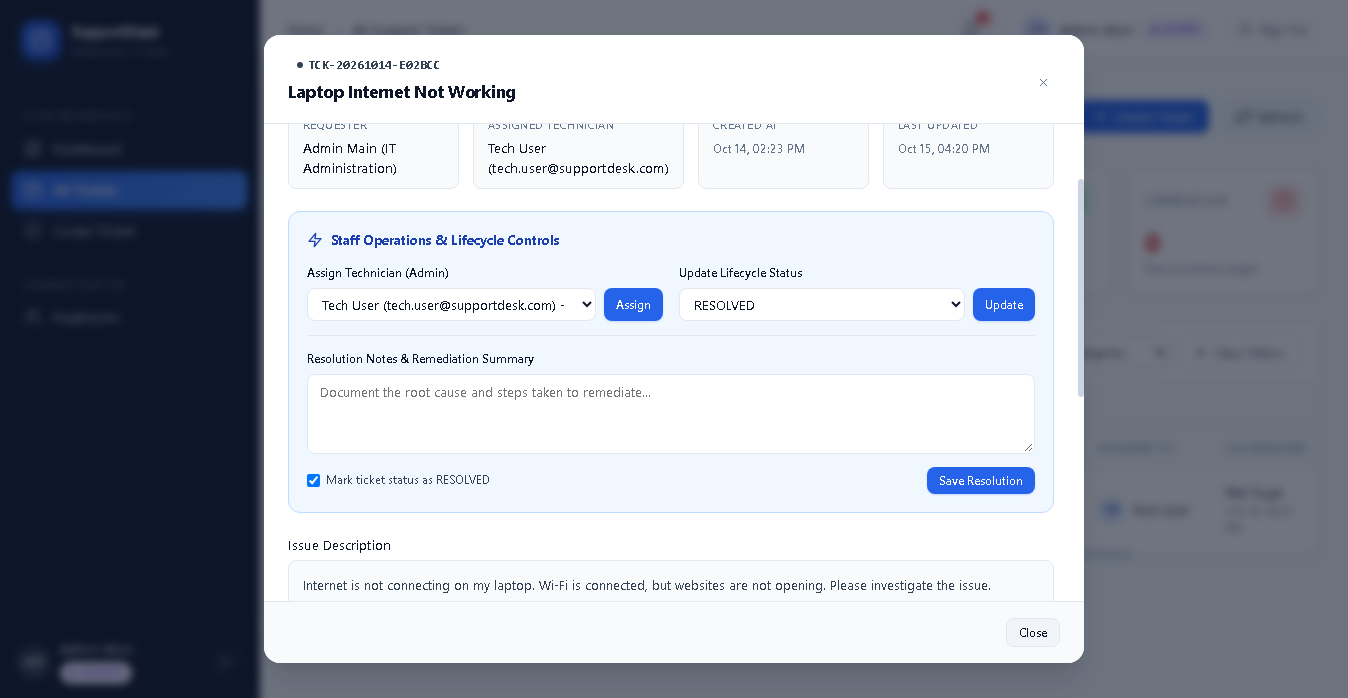 TCK-20261014-E02BCC
Laptop Internet Not Working
×
REQUESTER
Admin Main (IT
Administration)
ASSIGNED TECHNICIAN
Tech User
(tech.user@supportdesk.com)
CREATED AT
Oct 14, 02:23 PM
LAST UPDATED
Oct 15, 04:20 PM
Staff Operations & Lifecycle Controls
Assign Technician (Admin)
Tech User (tech.user@supportdesk.com) -
Assign
Update Lifecycle Status
RESOLVED
Update
Resolution Notes & Remediation Summary
Document the root cause and steps taken to remediate...
Mark ticket status as RESOLVED
Save Resolution
Issue Description
Internet is not connecting on my laptop. Wi-Fi is connected, but websites are not opening. Please investigate the issue.
Close